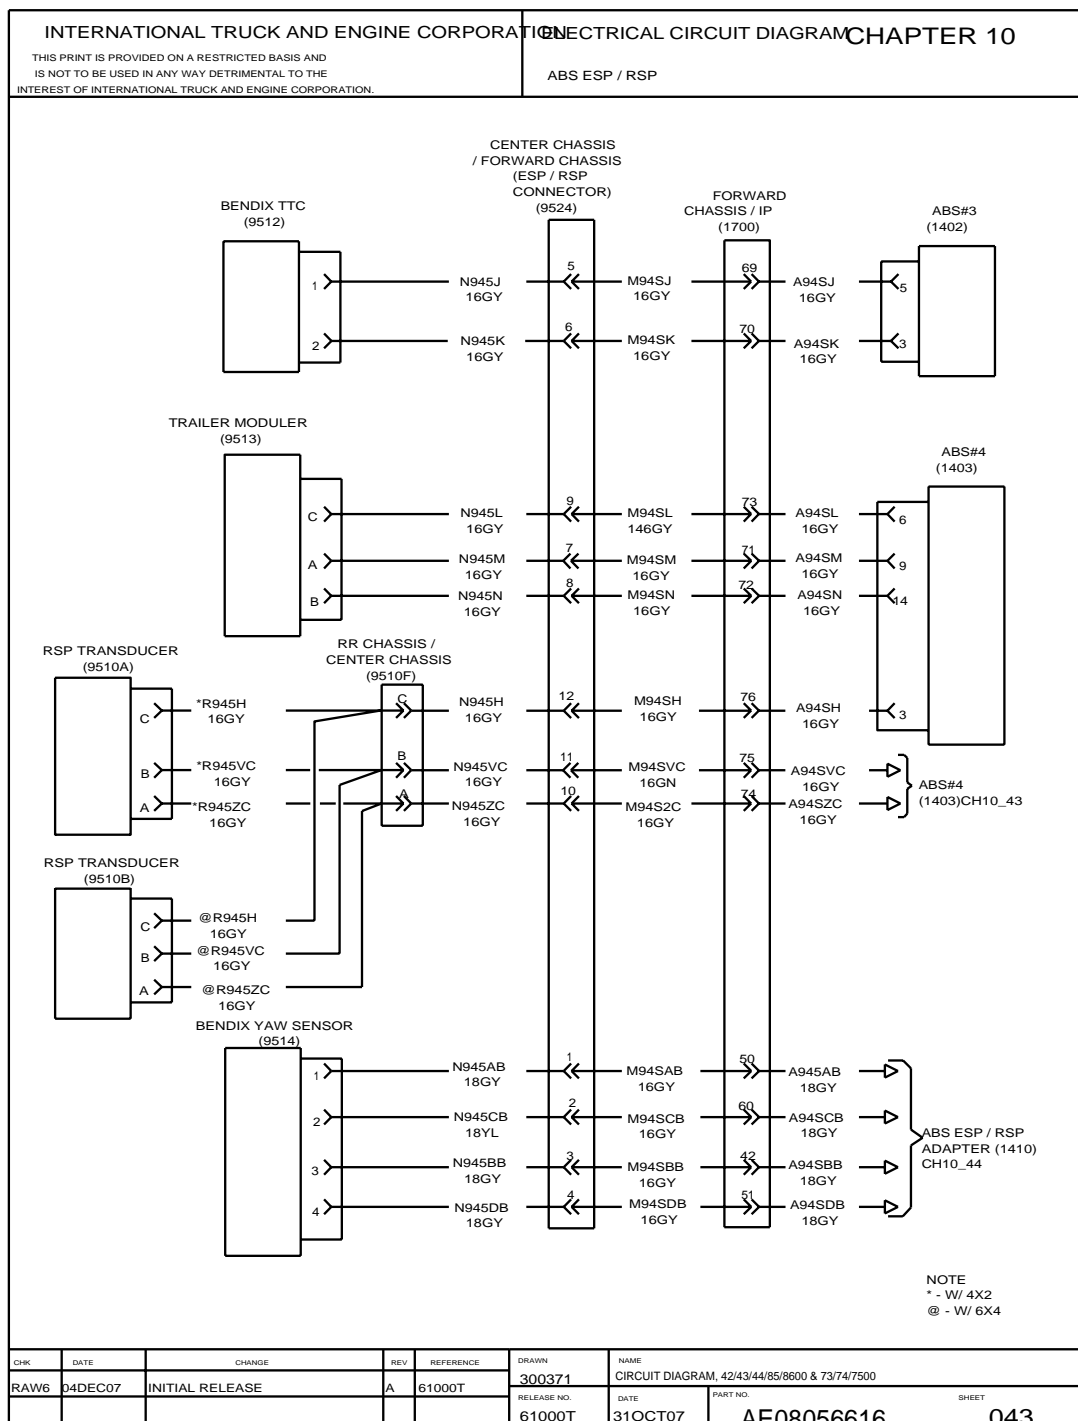 INTERNATIONAL TRUCK AND ENGINE CORPORATION
THIS PRINT IS PROVIDED ON A RESTRICTED BASIS AND
IS NOT TO BE USED IN ANY WAY DETRIMENTAL TO THE
INTEREST OF INTERNATIONAL TRUCK AND ENGINE CORPORATION.
ELECTRICAL CIRCUIT DIAGRAM
CHAPTER 10
ABS ESP / RSP
CENTER CHASSIS
/ FORWARD CHASSIS
(ESP / RSP
CONNECTOR)
(9524)
FORWARD
CHASSIS / IP
(1700)
BENDIX TTC
(9512)
ABS#3
(1402)
1 N945J 5 M94SJ 69 A94SJ 5
16GY 16GY 16GY
2 N945K 6 M94SK 70 A94SK 3
16GY 16GY 16GY
TRAILER MODULER
(9513)
ABS#4
(1403)
C N945L 9 M94SL 73 A94SL 6
16GY 146GY 16GY
A N945M 7 M94SM 71 A94SM 9
16GY 16GY 16GY
B N945N 8 M94SN 72 A94SN 14
16GY 16GY 16GY
RSP TRANSDUCER
(9510A)
RR CHASSIS /
CENTER CHASSIS
(9510F)
C *R945H C N945H 12 M94SH 76 A94SH 3
16GY 16GY 16GY 16GY
B *R945VC B N945VC 11 M94SVC 75 A94SVC
16GY 16GY 16GN 16GY
A *R945ZC A N945ZC 10 M94S2C 74 A94SZC
16GY 16GY 16GY 16GY
ABS#4
(1403)CH10_43
RSP TRANSDUCER
(9510B)
C @R945H
16GY
B @R945VC
16GY
A @R945ZC
16GY
BENDIX YAW SENSOR
(9514)
1 N945AB 1 M94SAB 50 A945AB
18GY 16GY 18GY
2 N945CB 2 M94SCB 60 A94SCB
18YL 16GY 18GY
3 N945BB 3 M94SBB 42 A94SBB
18GY 16GY 18GY
4 N945DB 4 M94SDB 51 A94SDB
18GY 16GY 18GY
ABS ESP / RSP
ADAPTER (1410)
CH10_44
NOTE
* - W/ 4X2
@ - W/ 6X4
CHK DATE CHANGE REV REFERENCE
RAW6 04DEC07 INITIAL RELEASE A 61000T
DRAWN
300371
NAME
CIRCUIT DIAGRAM, 42/43/44/85/8600 & 73/74/7500
RELEASE NO.
61000T
DATE
31OCT07
PART NO.
AE08056616
SHEET
043